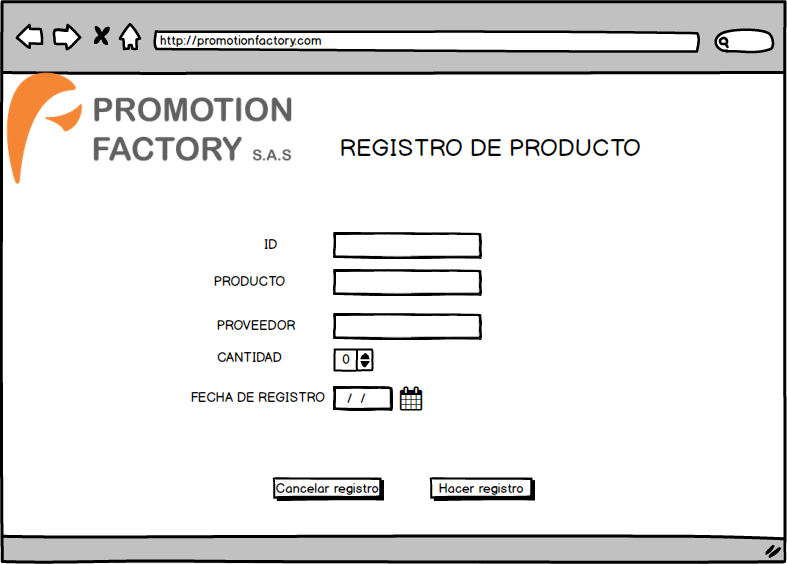 http://promotionfactory.com
PROMOTION
FACTORY S.A.S
REGISTRO DE PRODUCTO
ID
PRODUCTO
PROVEEDOR
CANTIDAD 0
FECHA DE REGISTRO / /
Cancelar registro Hacer registro